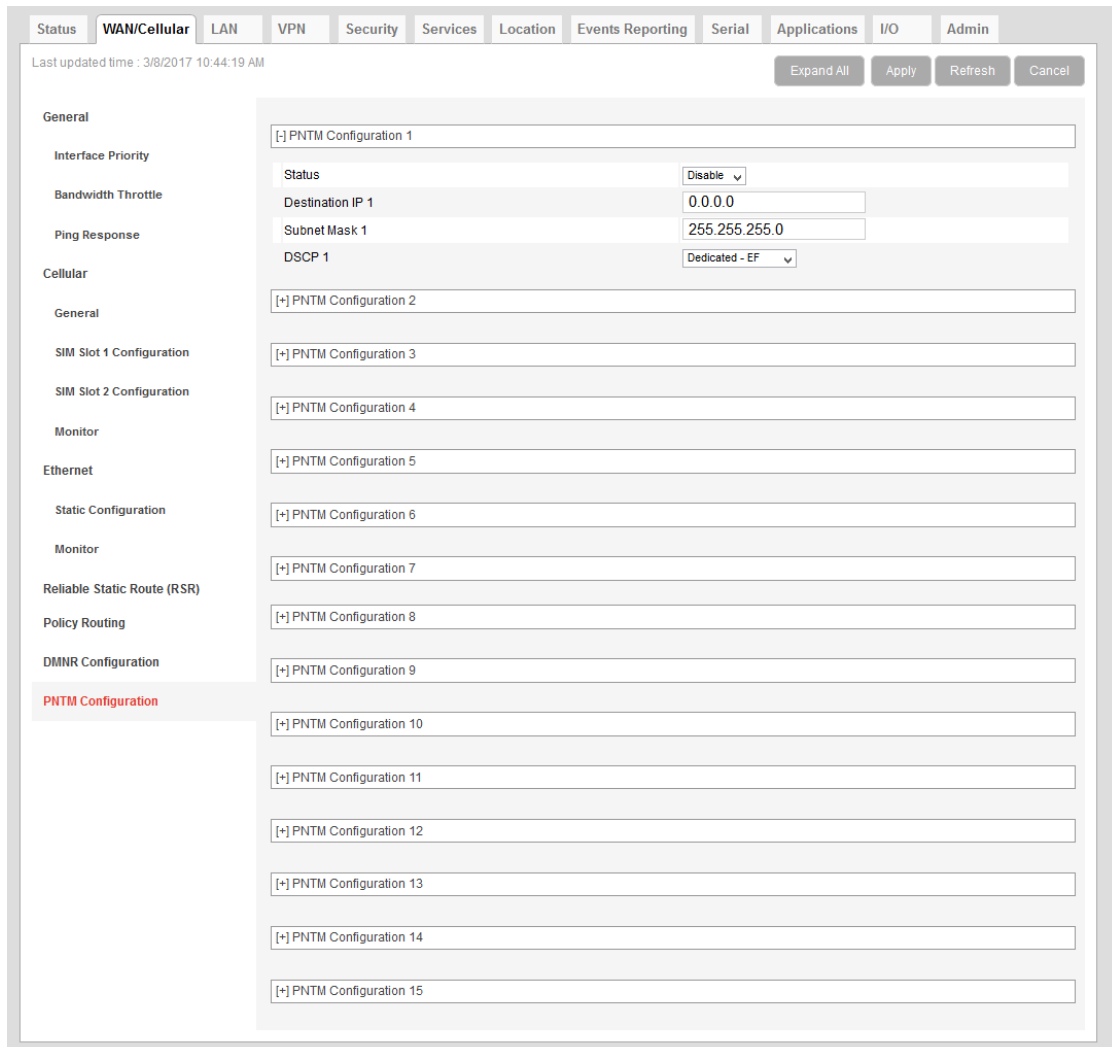 Status WAN/Cellular LAN VPN Security Services Location Events Reporting Serial Applications I/O Admin
Last updated time : 3/8/2017 10:44:19 AM
Expand All Apply Refresh Cancel
General
Interface Priority
Bandwidth Throttle
Ping Response
Cellular
General
SIM Slot 1 Configuration
SIM Slot 2 Configuration
Monitor
Ethernet
Static Configuration
Monitor
Reliable Static Route (RSR)
Policy Routing
DMNR Configuration
PNTM Configuration
[-] PNTM Configuration 1
Status Disable
Destination IP 1 0.0.0.0
Subnet Mask 1 255.255.255.0
DSCP 1 Dedicated - EF
[+] PNTM Configuration 2
[+] PNTM Configuration 3
[+] PNTM Configuration 4
[+] PNTM Configuration 5
[+] PNTM Configuration 6
[+] PNTM Configuration 7
[+] PNTM Configuration 8
[+] PNTM Configuration 9
[+] PNTM Configuration 10
[+] PNTM Configuration 11
[+] PNTM Configuration 12
[+] PNTM Configuration 13
[+] PNTM Configuration 14
[+] PNTM Configuration 15